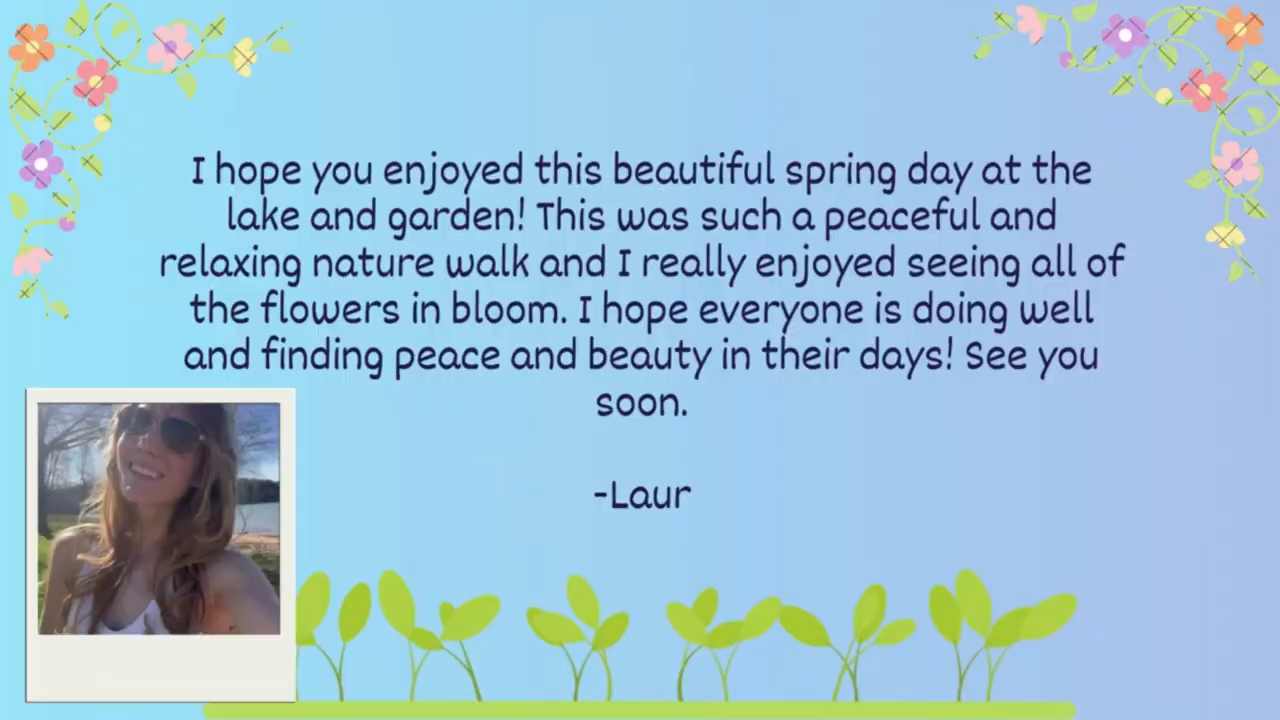 I hope you enjoyed this beautiful spring day at the
lake and garden! This was such a peaceful and
relaxing nature walk and I really enjoyed seeing all of
the flowers in bloom. I hope everyone is doing well
and finding peace and beauty in their days! See you
soon.
-Laur